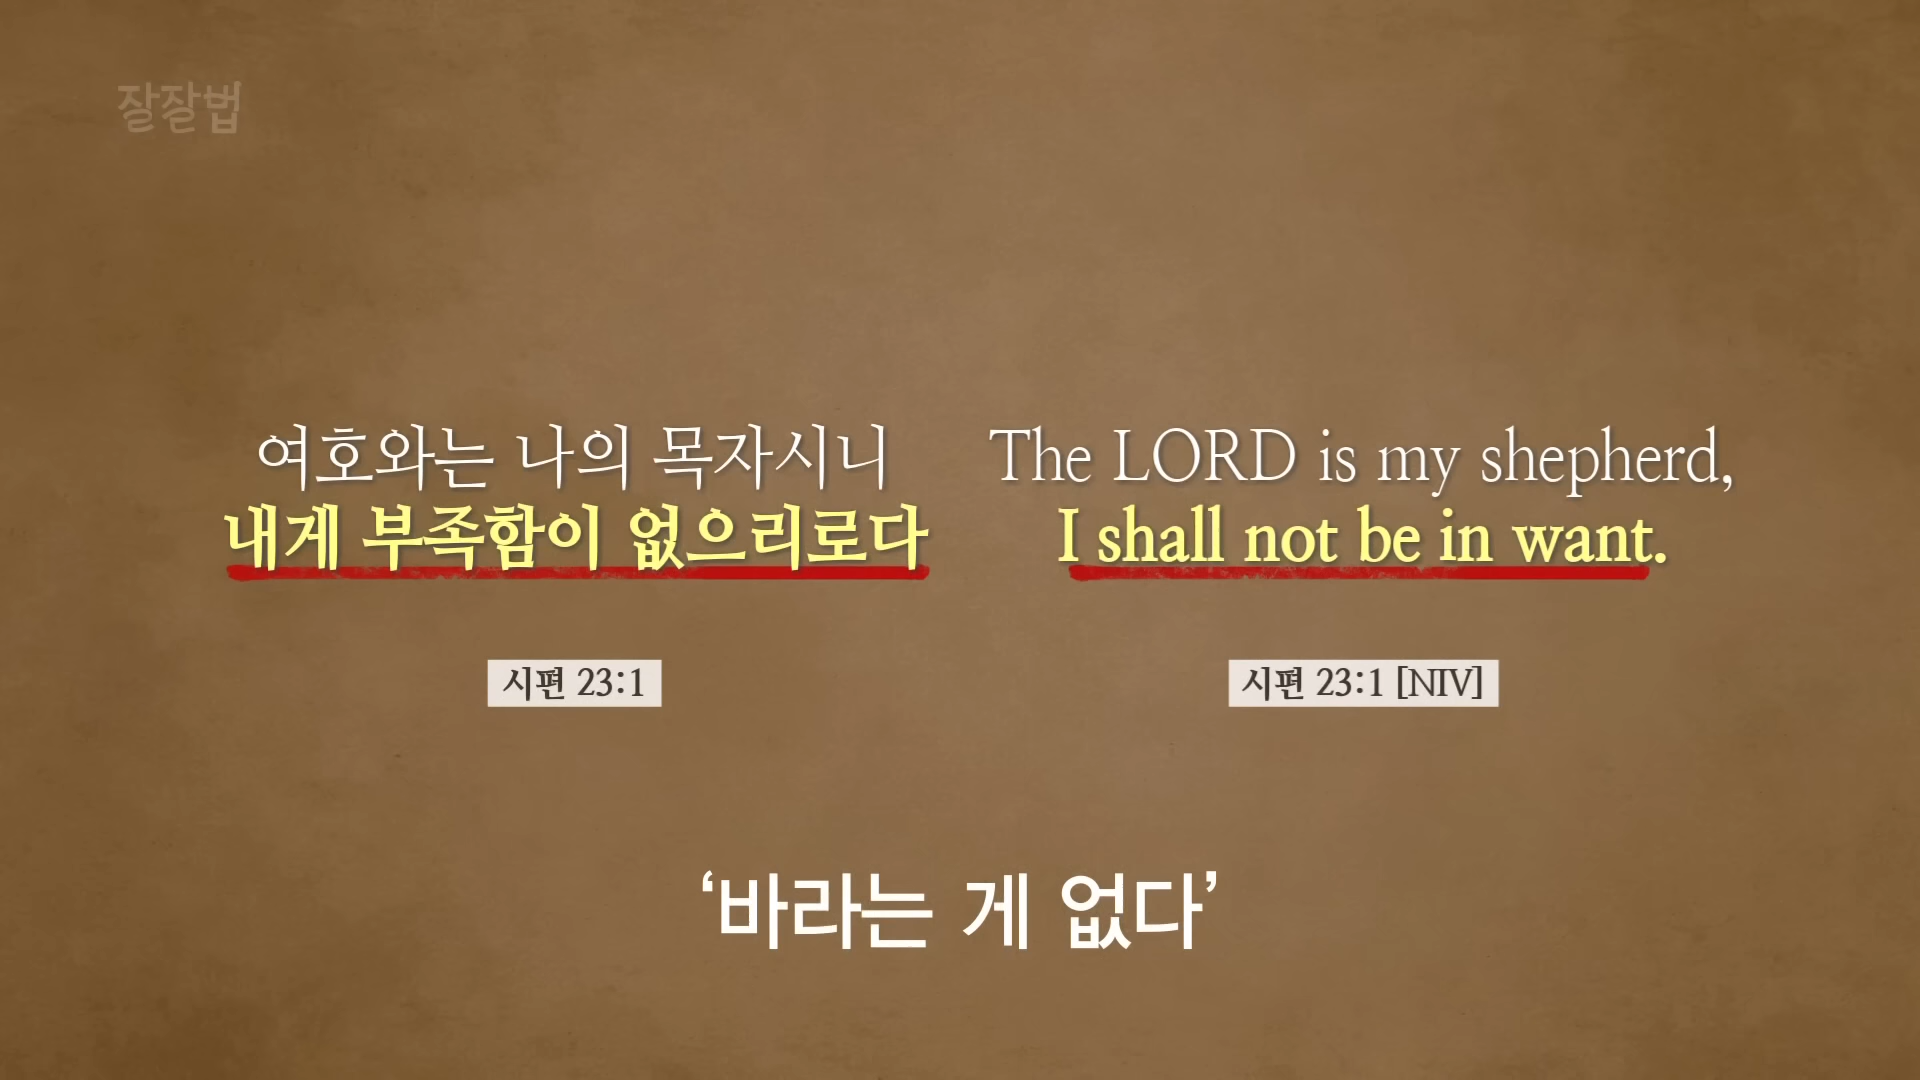 잘잘법
여호와는 나의 목자시니
내게 부족함이 없으리로다
시편 23:1
The LORD is my shepherd,
I shall not be in want.
시편 23:1 [NIV]
‘바라는 게 없다’